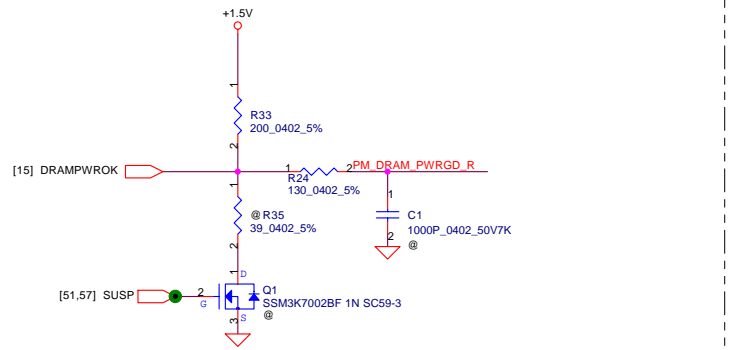 +1.5V
1
R33
200_0402_5%
2
[15] DRAMPWROK
1
2
PM_DRAM_PWRGD_R
R24
130_0402_5%
1
@ R35
39_0402_5%
2
1
C1
1000P_0402_50V7K
2
@
1
D
[51,57] SUSP
2
G
Q1
SSM3K7002BF 1N SC59-3
@
3
S